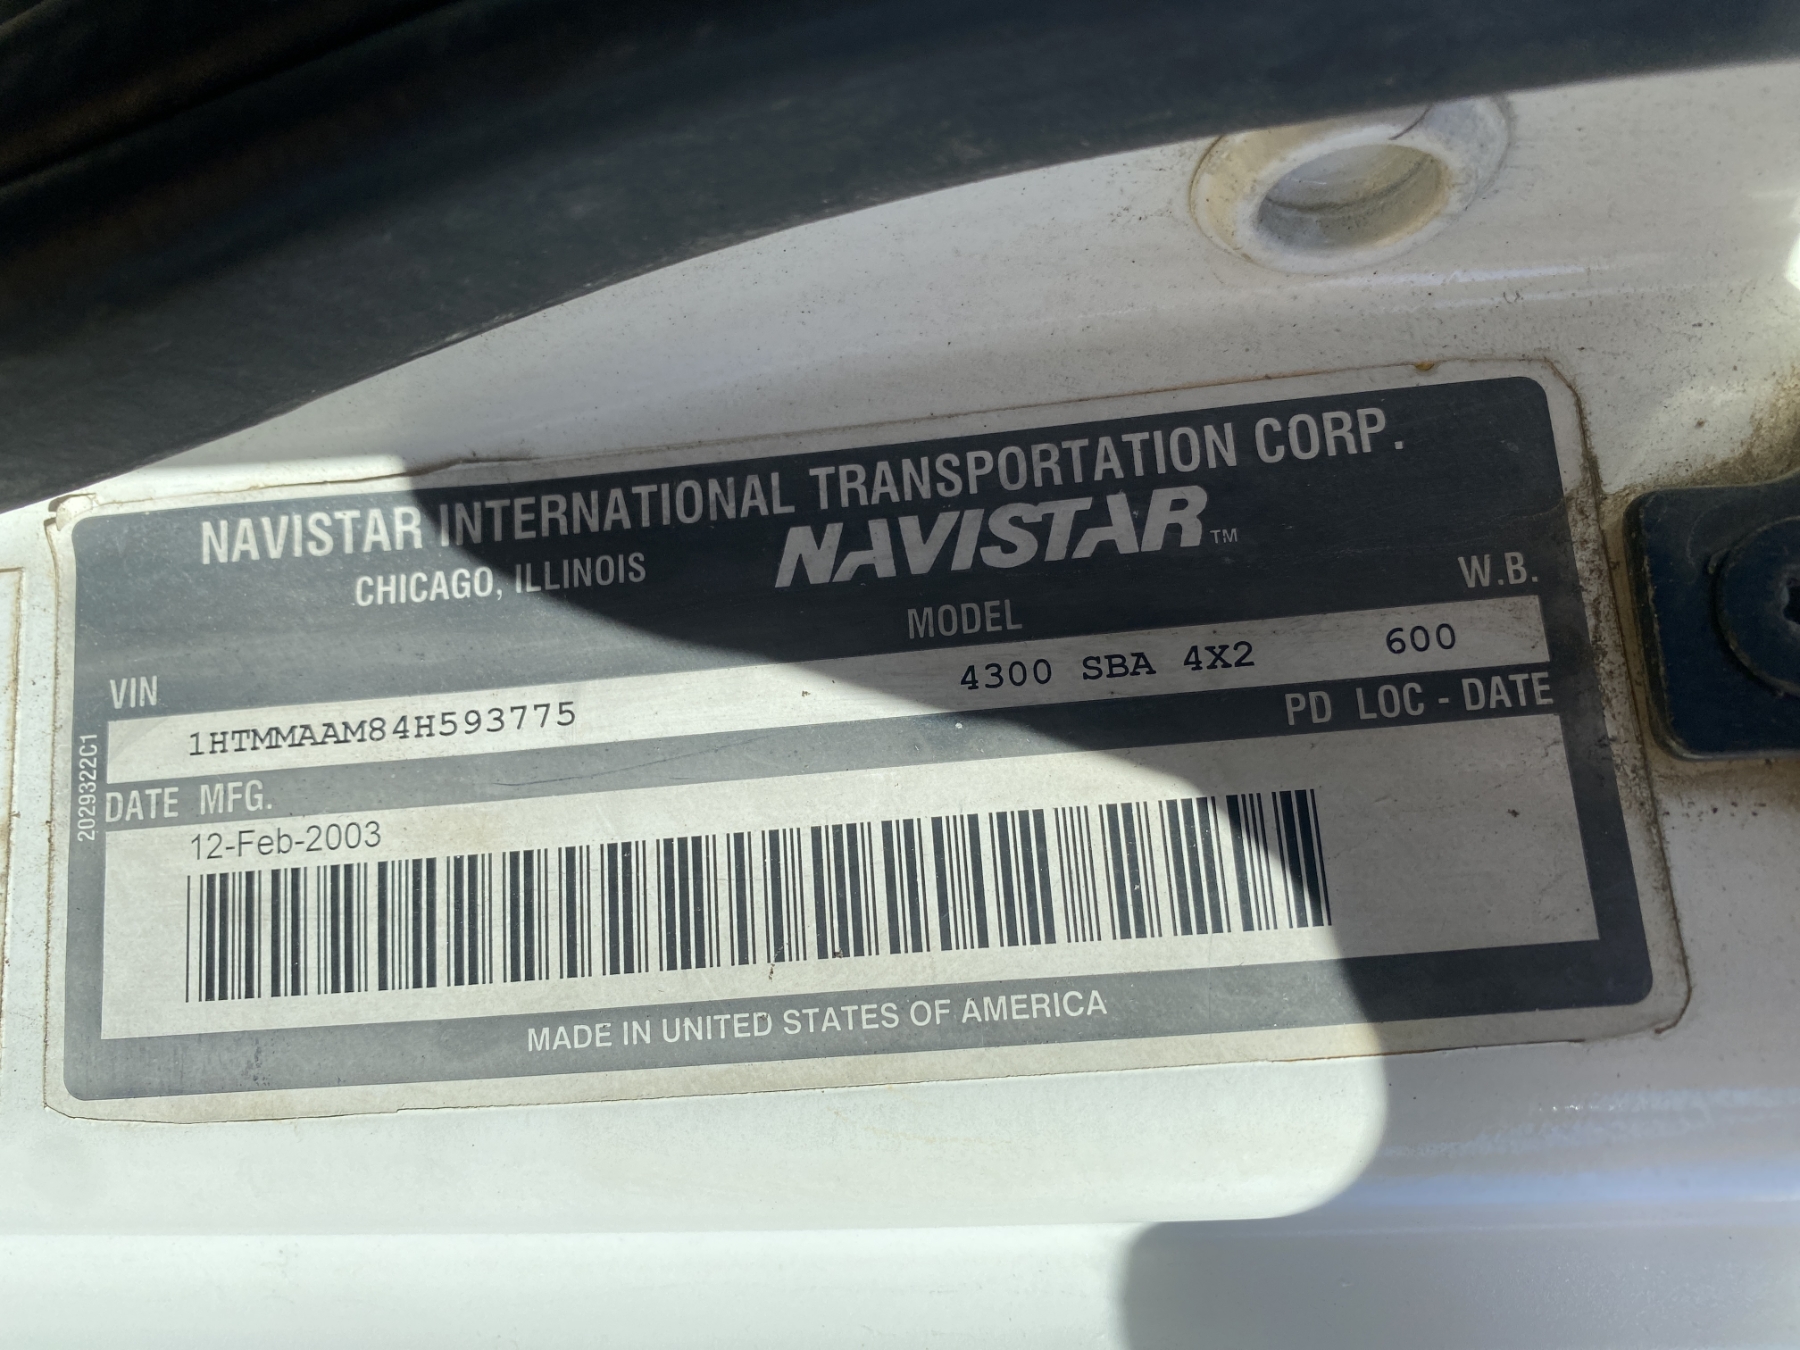 NAVISTAR INTERNATIONAL TRANSPORTATION CORP.
CHICAGO, ILLINOIS
NAVISTAR™
MODEL
W.B.
VIN
4300 SBA 4X2
600
1HTMMAAM84H593775
PD LOC - DATE
DATE MFG.
12-Feb-2003
MADE IN UNITED STATES OF AMERICA
2029322C1